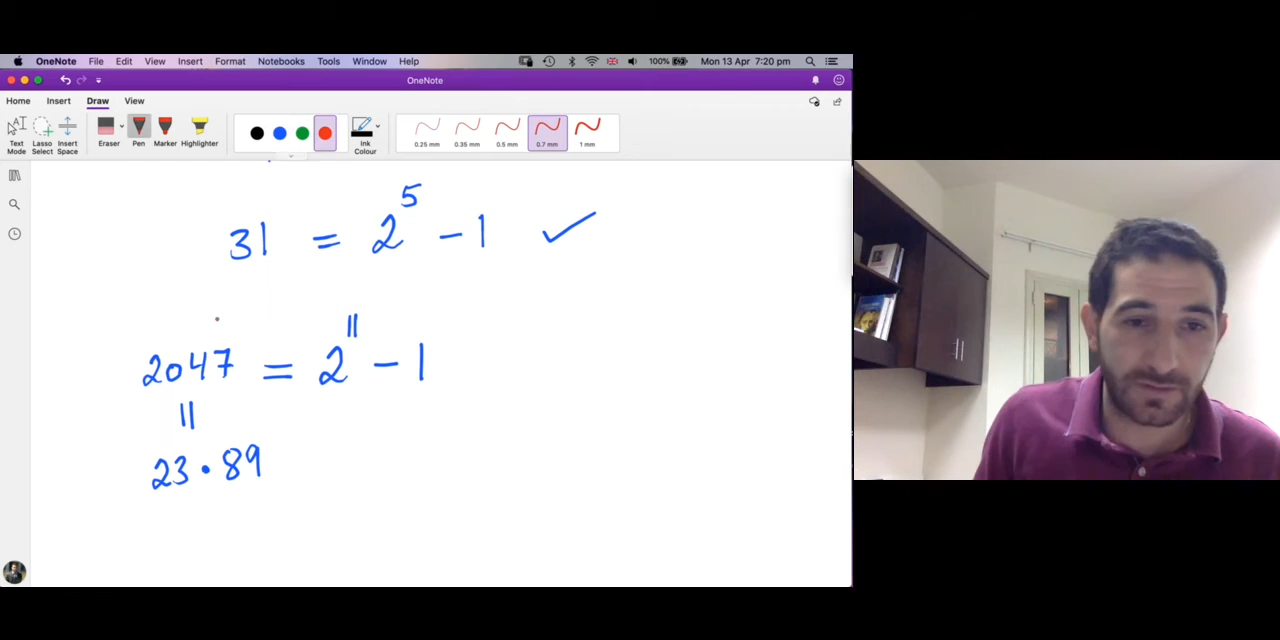 OneNote File Edit View Insert Format Notebooks Tools Window Help 100% Mon 13 Apr 7:20 pm
OneNote
Home Insert Draw View
Text Mode Lasso Select Insert Space Eraser Pen Marker Highlighter Ink Colour 0.25 mm 0.35 mm 0.5 mm 0.7 mm 1 mm
31 = 2^5 - 1 ✓
2047 = 2^11 - 1
||
23 • 89